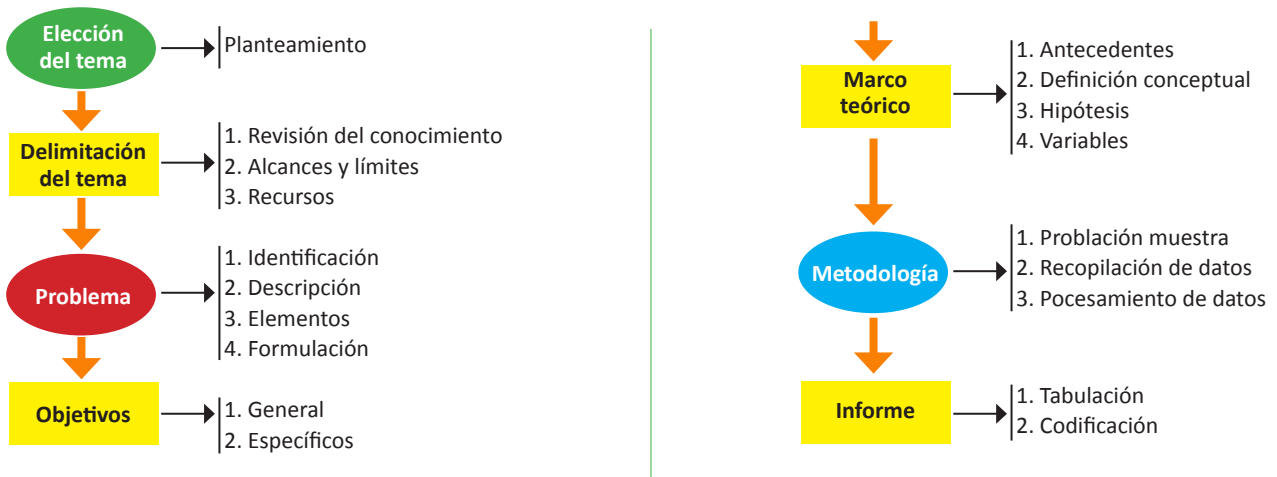 Elección
del tema
Planteamiento
Delimitación
del tema
1. Revisión del conocimiento
2. Alcances y límites
3. Recursos
Problema
1. Identificación
2. Descripción
3. Elementos
4. Formulación
Objetivos
1. General
2. Específicos
Marco
teórico
1. Antecedentes
2. Definición conceptual
3. Hipótesis
4. Variables
Metodología
1. Problación muestra
2. Recopilación de datos
3. Pocesamiento de datos
Informe
1. Tabulación
2. Codificación